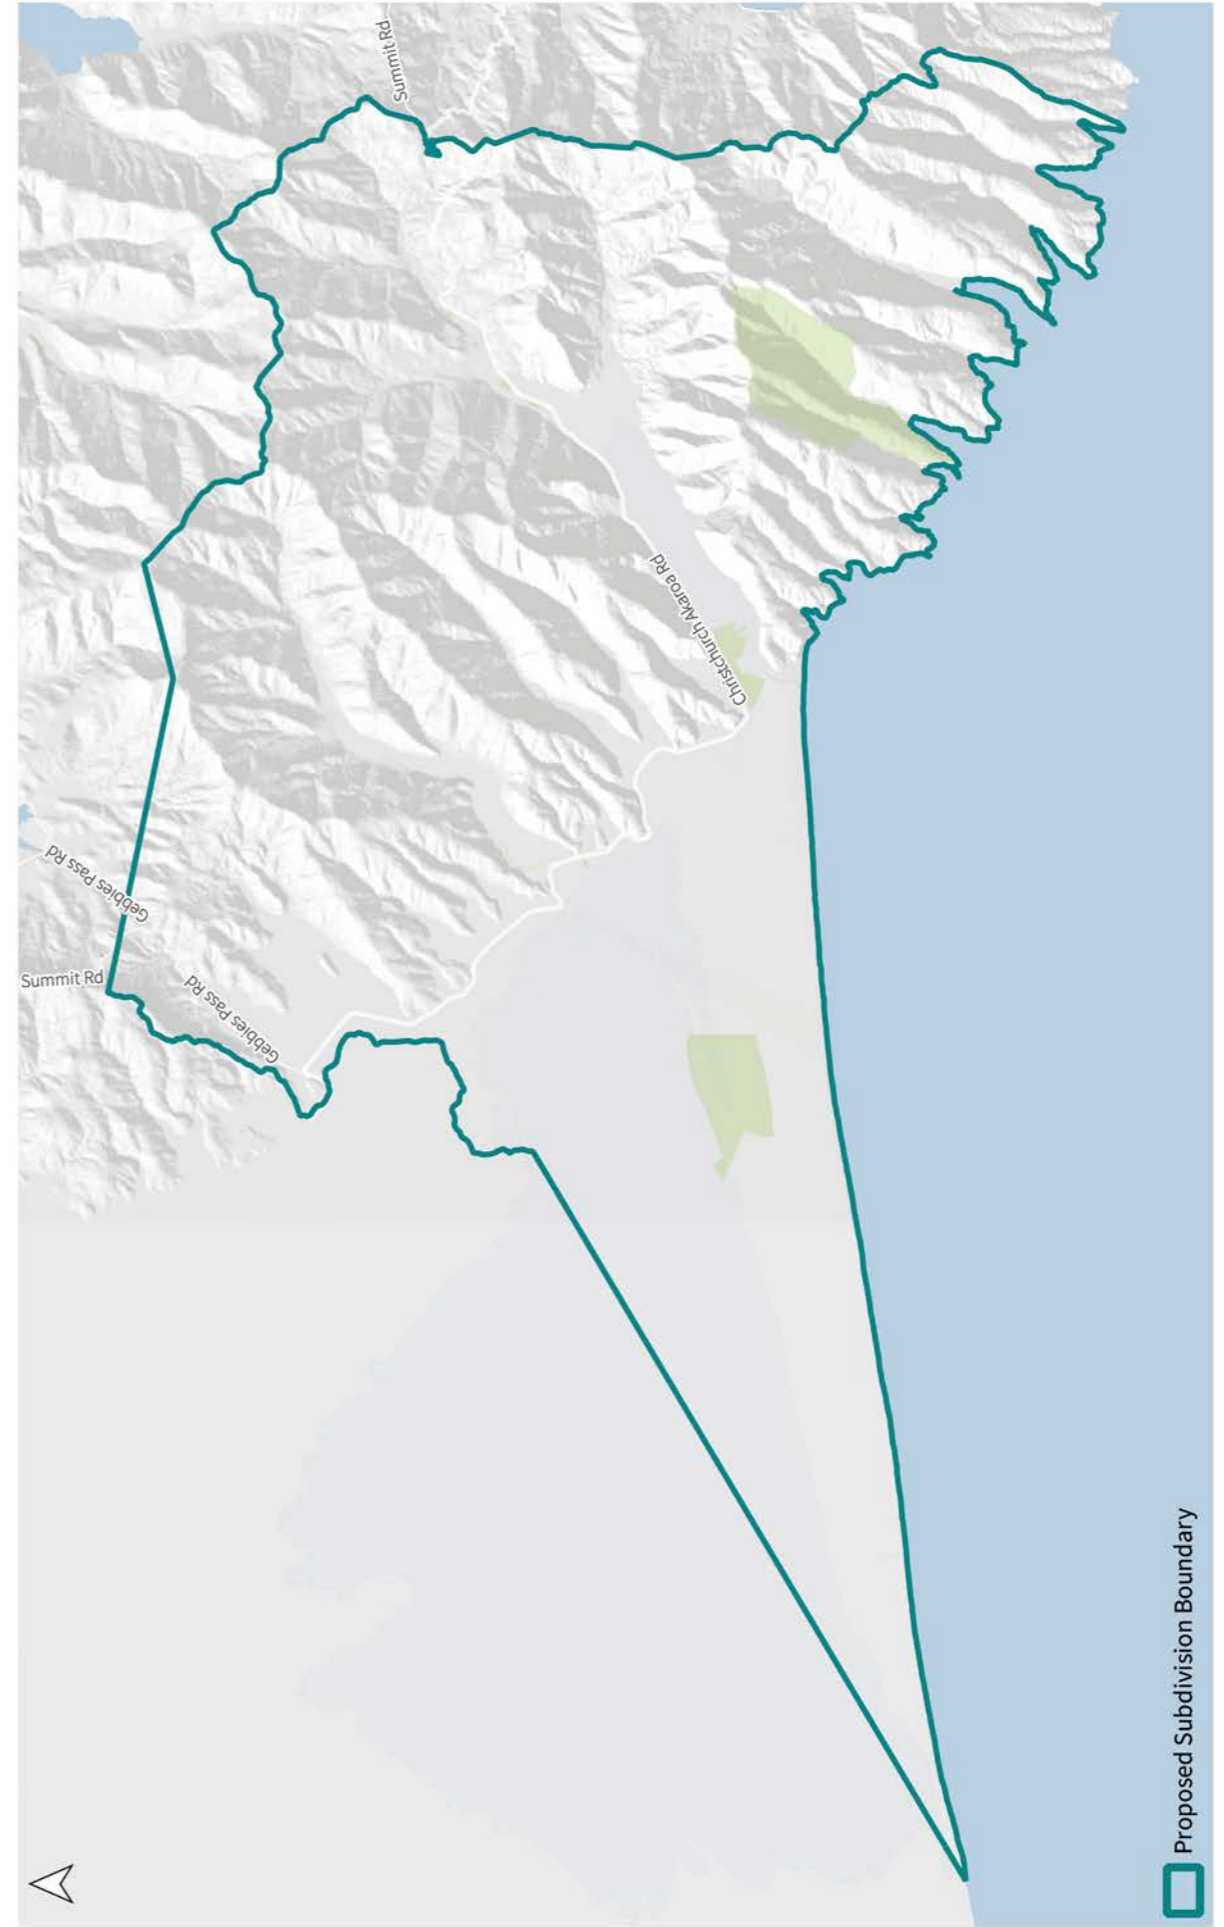 Summit Rd
Gebbies Pass Rd
Summit Rd
Gebbies Pass Rd
Christchurch Akaroa Rd
Proposed Subdivision Boundary